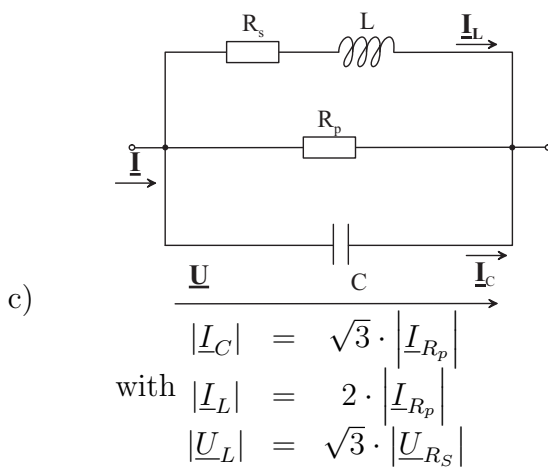 R_s L I_L
R_p
I
U C I_C
c)
|I_C| = √3 · |I_{R_p}|
with |I_L| = 2 · |I_{R_p}|
|U_L| = √3 · |U_{R_S}|